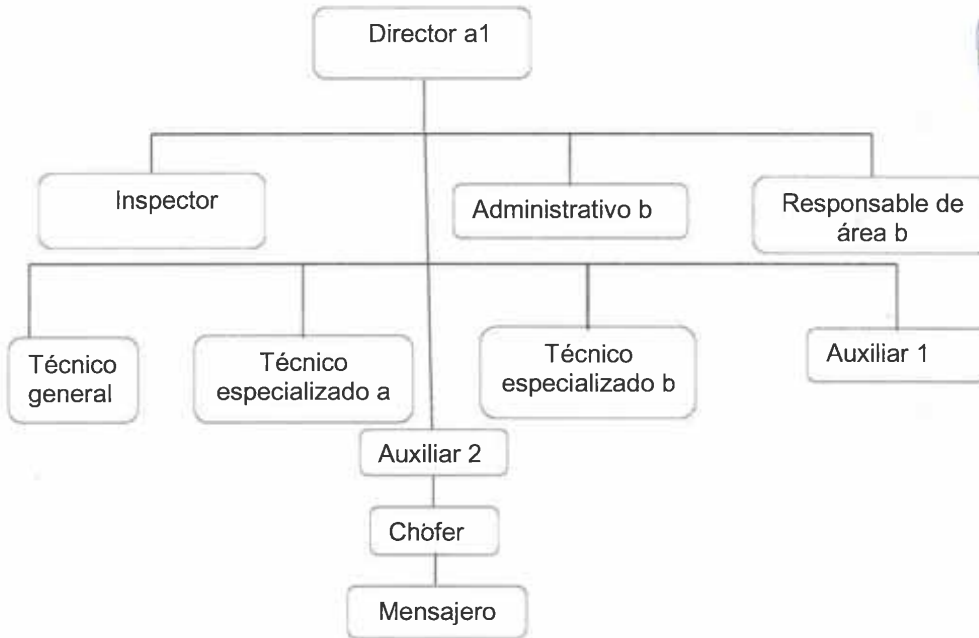 Director a1
Inspector
Administrativo b
Responsable de
área b
Técnico
general
Técnico
especializado a
Técnico
especializado b
Auxiliar 1
Auxiliar 2
Chofer
Mensajero